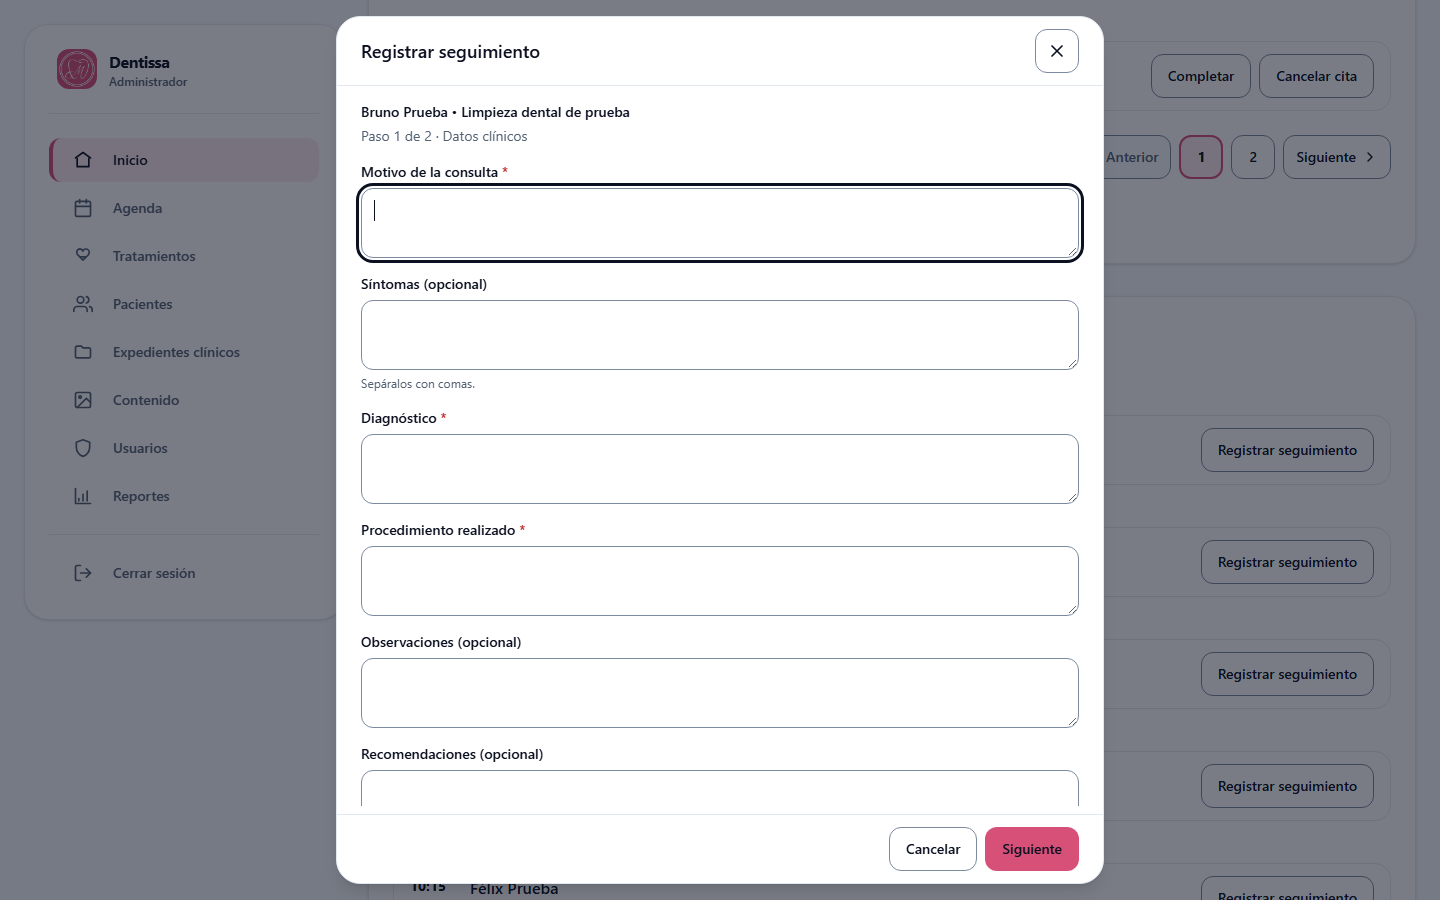 Dentissa
Administrador
Inicio
Agenda
Tratamientos
Pacientes
Expedientes clínicos
Contenido
Usuarios
Reportes
Cerrar sesión
Registrar seguimiento
Bruno Prueba • Limpieza dental de prueba
Paso 1 de 2 · Datos clínicos
Motivo de la consulta *
Síntomas (opcional)
Sepáralos con comas.
Diagnóstico *
Procedimiento realizado *
Observaciones (opcional)
Recomendaciones (opcional)
Cancelar Siguiente
Completar Cancelar cita
Anterior 1 2 Siguiente
Registrar seguimiento
Registrar seguimiento
Registrar seguimiento
Registrar seguimiento
10:15 Félix Prueba Registrar seguimiento